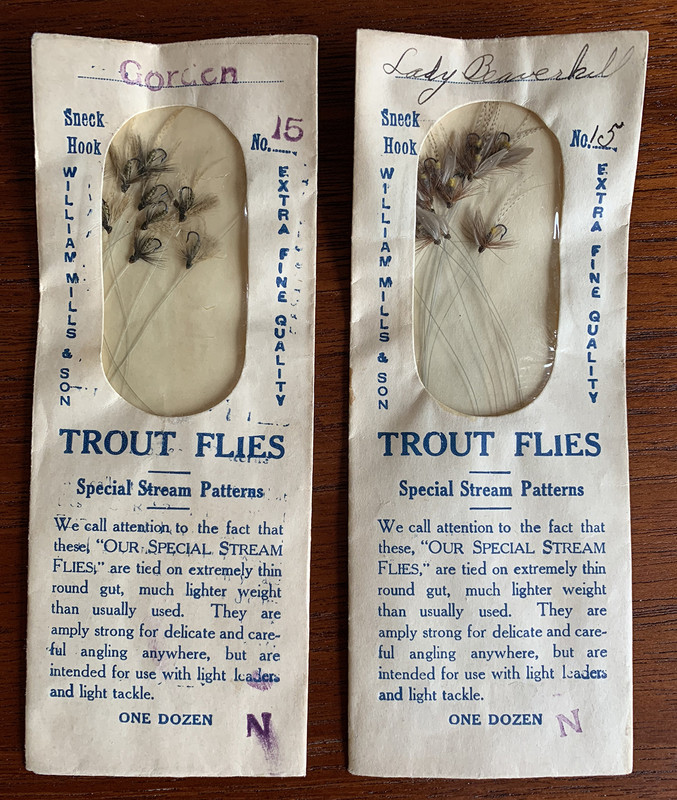 Gordon
Sneck
Hook
No. 15
WILLIAM MILLS & SON
EXTRA FINE QUALITY
TROUT FLIES
Special Stream Patterns
We call attention to the fact that
these, "OUR SPECIAL STREAM
FLIES," are tied on extremely thin
round gut, much lighter weight
than usually used. They are
amply strong for delicate and care-
ful angling anywhere, but are
intended for use with light leaders
and light tackle.
ONE DOZEN
N
Lady Beaverkill
Sneck
Hook
No. 15
WILLIAM MILLS & SON
EXTRA FINE QUALITY
TROUT FLIES
Special Stream Patterns
We call attention to the fact that
these, "OUR SPECIAL STREAM
FLIES," are tied on extremely thin
round gut, much lighter weight
than usually used. They are
amply strong for delicate and care-
ful angling anywhere, but are
intended for use with light leaders
and light tackle.
ONE DOZEN
N